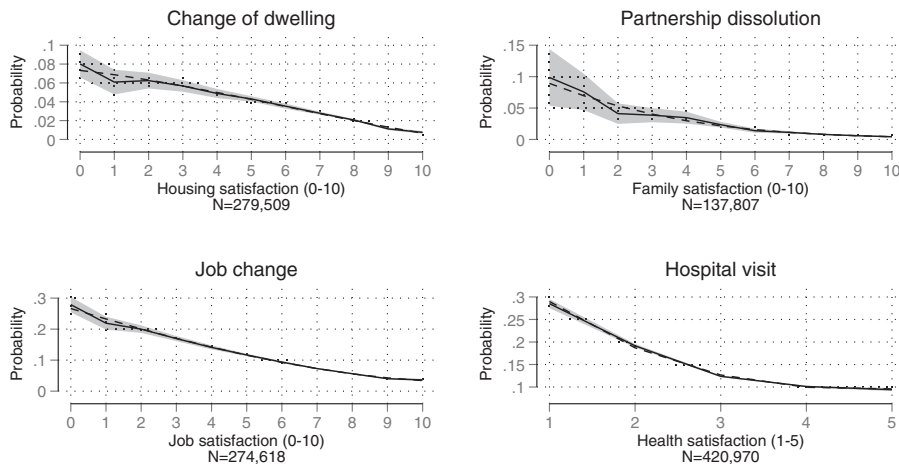 Change of dwelling
Probability
.1
.08
.06
.04
.02
0
0 1 2 3 4 5 6 7 8 9 10
Housing satisfaction (0-10)
N=279,509
Partnership dissolution
Probability
.15
.1
.05
0
0 1 2 3 4 5 6 7 8 9 10
Family satisfaction (0-10)
N=137,807
Job change
Probability
.3
.2
.1
0
0 1 2 3 4 5 6 7 8 9 10
Job satisfaction (0-10)
N=274,618
Hospital visit
Probability
.3
.25
.2
.15
.1
1 2 3 4 5
Health satisfaction (1-5)
N=420,970